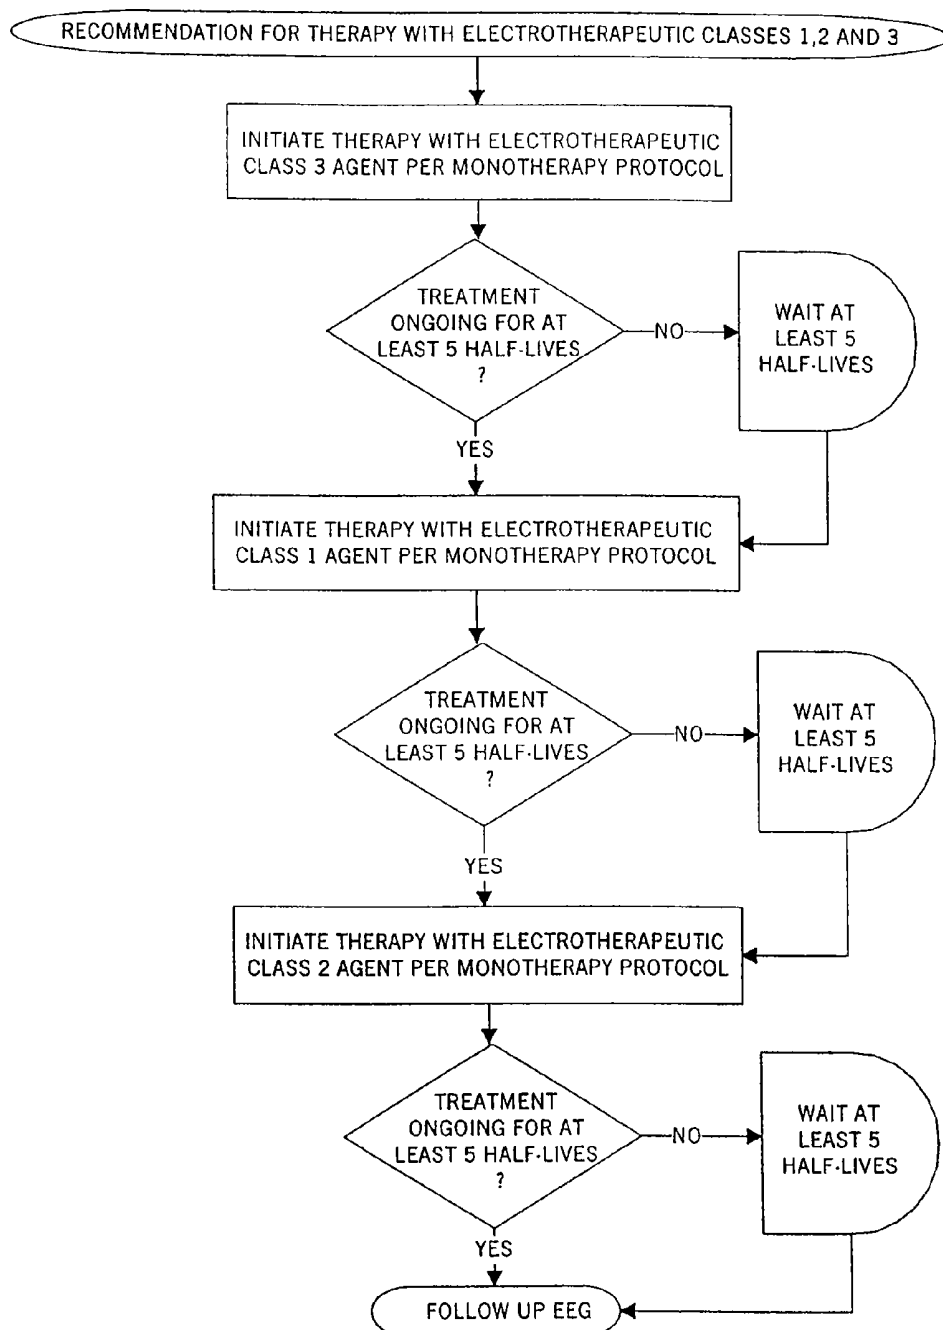 RECOMMENDATION FOR THERAPY WITH ELECTROTHERAPEUTIC CLASSES 1,2 AND 3
INITIATE THERAPY WITH ELECTROTHERAPEUTIC
CLASS 3 AGENT PER MONOTHERAPY PROTOCOL
TREATMENT
ONGOING FOR AT
LEAST 5 HALF-LIVES
?
NO
WAIT AT
LEAST 5
HALF-LIVES
YES
INITIATE THERAPY WITH ELECTROTHERAPEUTIC
CLASS 1 AGENT PER MONOTHERAPY PROTOCOL
TREATMENT
ONGOING FOR AT
LEAST 5 HALF-LIVES
?
NO
WAIT AT
LEAST 5
HALF-LIVES
YES
INITIATE THERAPY WITH ELECTROTHERAPEUTIC
CLASS 2 AGENT PER MONOTHERAPY PROTOCOL
TREATMENT
ONGOING FOR AT
LEAST 5 HALF-LIVES
?
NO
WAIT AT
LEAST 5
HALF-LIVES
YES
FOLLOW UP EEG